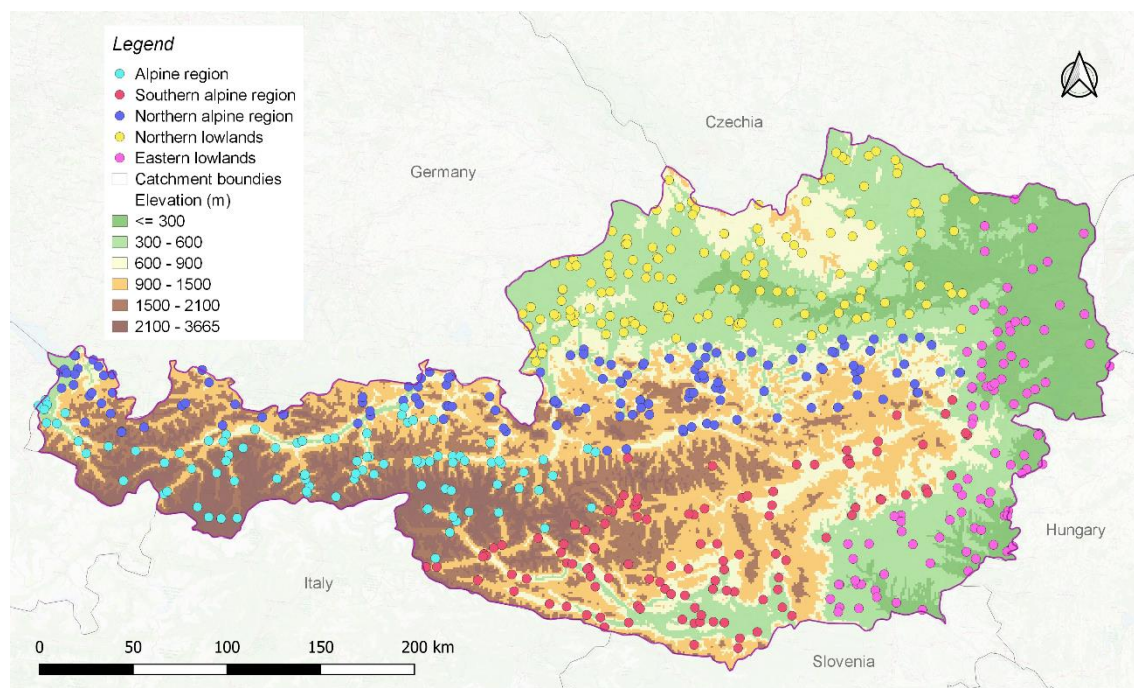 Legend
Alpine region
Southern alpine region
Northern alpine region
Northern lowlands
Eastern lowlands
Catchment boundies
Elevation (m)
<= 300
300 - 600
600 - 900
900 - 1500
1500 - 2100
2100 - 3665
Czechia
Germany
Hungary
Italy
Slovenia
0 50 100 150 200 km